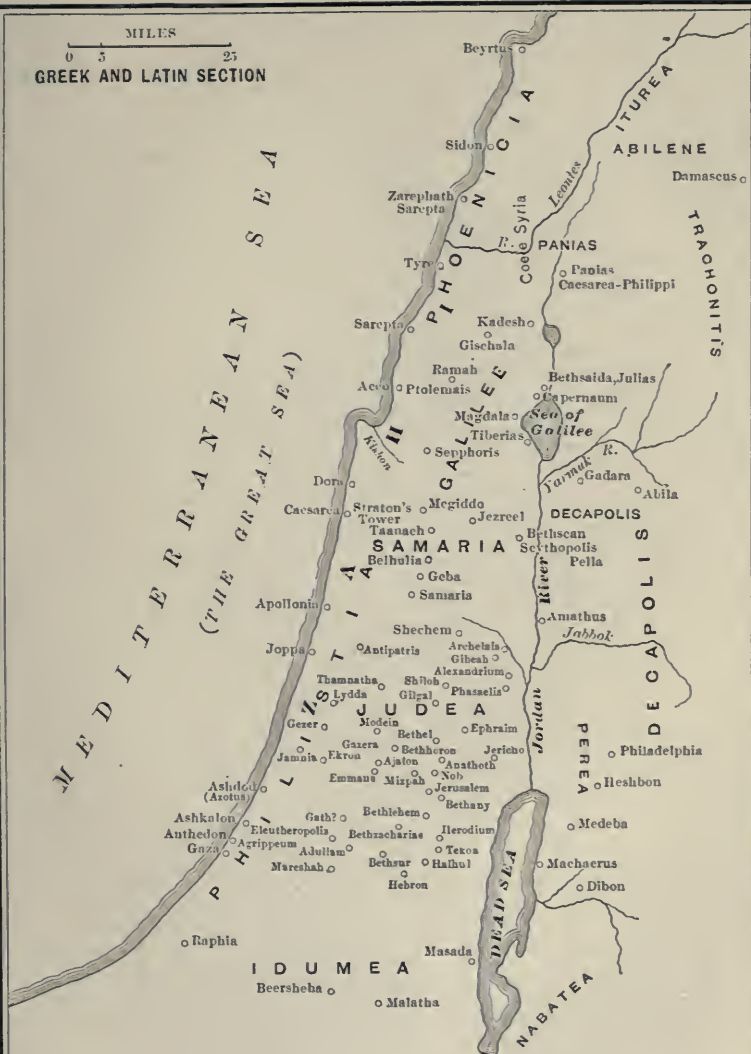 MILES
0 5 25
GREEK AND LATIN SECTION
MEDITERRANEAN SEA
(THE GREAT SEA)
PHOENICIA
Beyrtus
ITUREA
ABILENE
Damascus
Sidon
Leontes
R.
Coele Syria
TRACHONITIS
Zarephath
Sarepta
PANIAS
Tyre
Panias
Caesarea-Philippi
Sarepta
Kadesh
Gischala
Ramah
GALILEE
Acco
Ptolemais
Bethsaida, Julias
Capernaum
Magdala
Sea of
Galilee
Tiberias
Kishon
Sepphoris
Yarmuk R.
Gadara
Abila
Dora
Caesarea
Straton's
Tower
Megiddo
Jezreel
Taanach
DECAPOLIS
SAMARIA
Bethscan
Scythopolis
Pella
Belhulia
Geba
Samaria
DECAPOLIS
Apollonia
Amathus
Jabbok
Shechem
Joppa
Antipatris
Archelais
Gibeah
Alexandrium
Thamnatha
Shiloh
Phasaelis
Lydda
Gilgal
JUDEA
River
Jordan
PEREA
Gezer
Modein
Bethel
Ephraim
Jamnia
Ekron
Gazera
Bethhoron
Jericho
Philadelphia
Ajalon
Anathoth
Emmaus
Mizpah
Nob
Heshbon
Ashdod
(Azotus)
Jerusalem
Bethany
PHILISTIA
Ashkalon
Gath?
Bethlehem
Medeba
Anthedon
Eleutheropolis
Bethzachariae
Herodium
Gaza
Agrippeum
Adullam
Tekoa
Machaerus
Bethsur
Halhul
Mareshah
Hebron
Dibon
DEAD SEA
Raphia
Masada
IDUMEA
Beersheba
Malatha
NABATEA